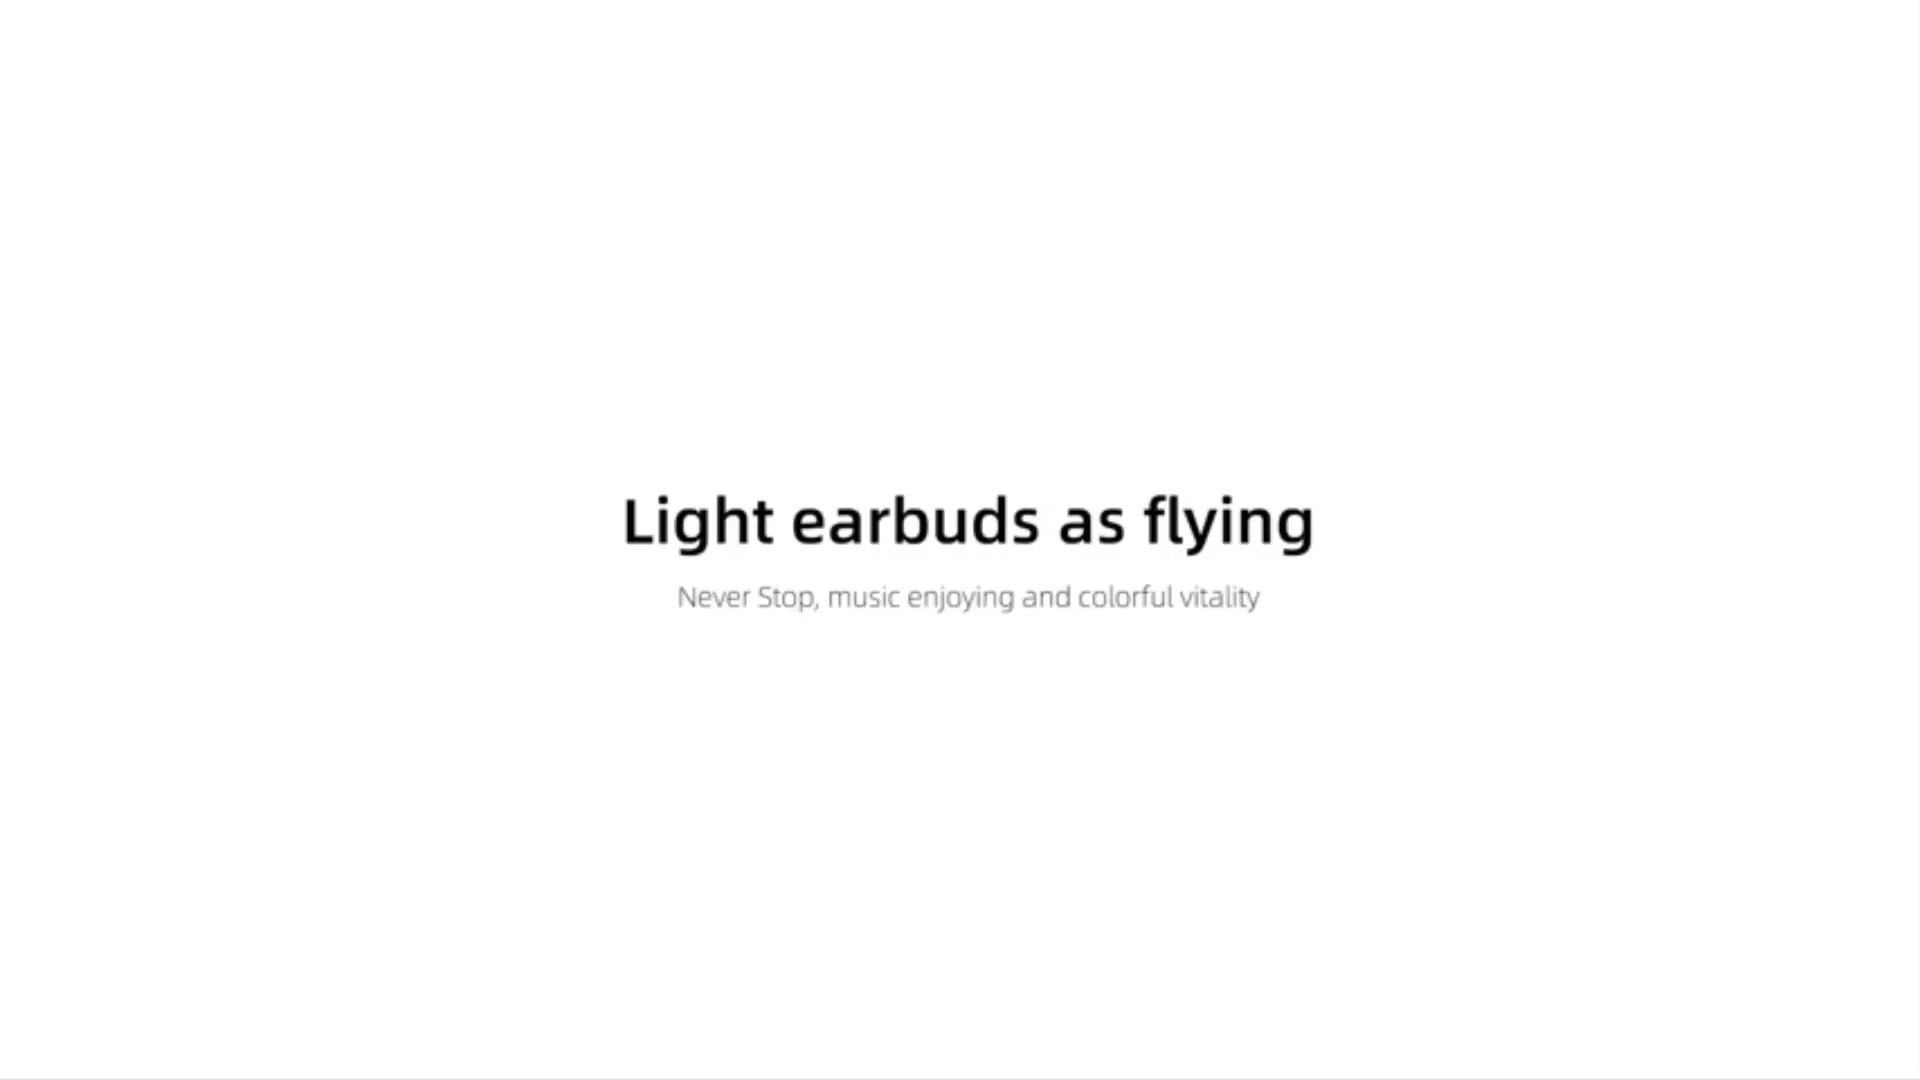 Light earbuds as flying
Never Stop, music enjoying and colorful vitality